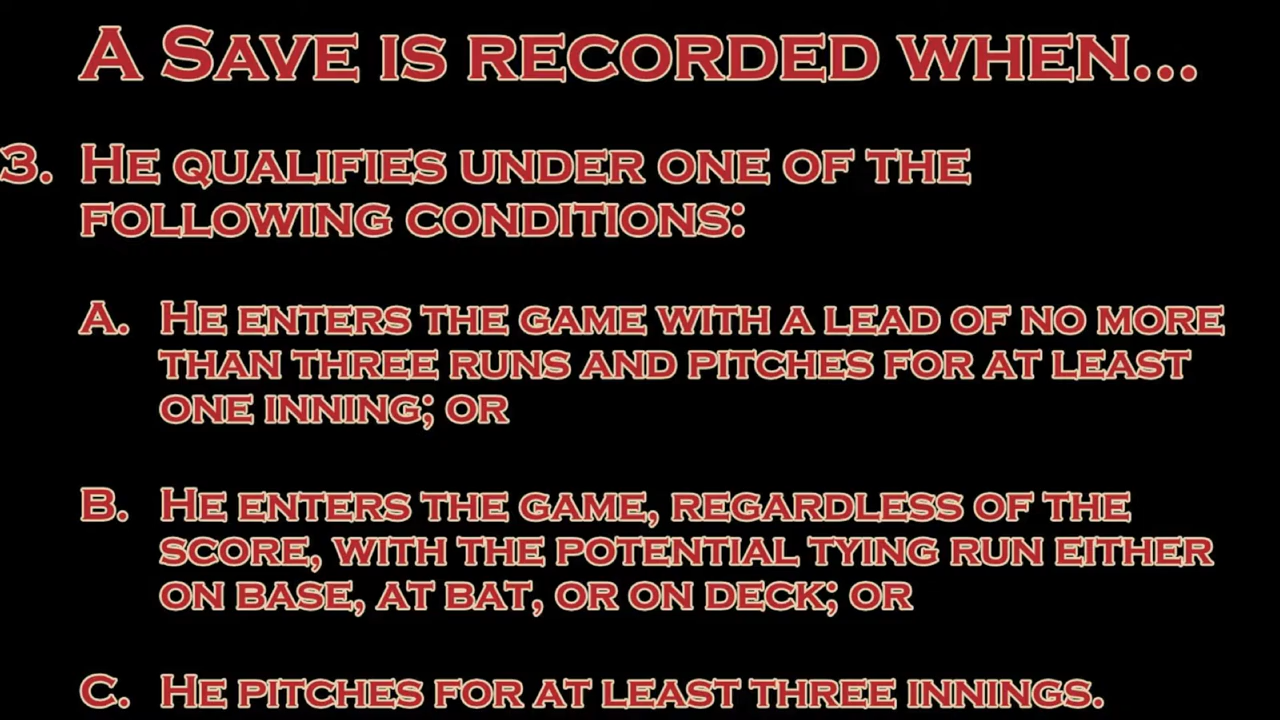 A Save is recorded when...
3. He qualifies under one of the
following conditions:
A. He enters the game with a lead of no more
than three runs and pitches for at least
one inning; or
B. He enters the game, regardless of the
score, with the potential tying run either
on base, at bat, or on deck; or
C. He pitches for at least three innings.